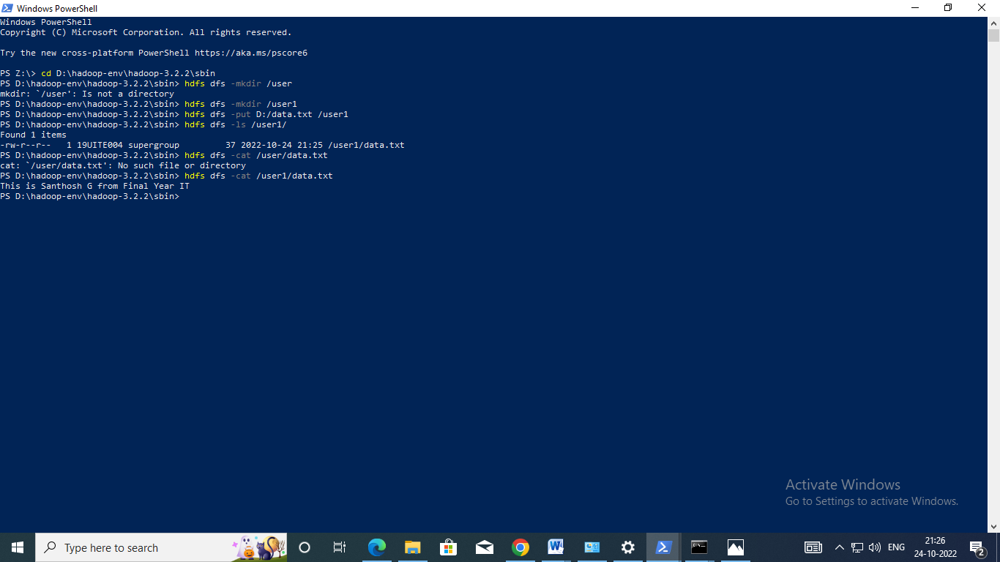 Windows PowerShell
Windows PowerShell
Copyright (C) Microsoft Corporation. All rights reserved.
Try the new cross-platform PowerShell https://aka.ms/pscore6
PS Z:\> cd D:\hadoop-env\hadoop-3.2.2\sbin
PS D:\hadoop-env\hadoop-3.2.2\sbin> hdfs dfs -mkdir /user
mkdir: `/user': Is not a directory
PS D:\hadoop-env\hadoop-3.2.2\sbin> hdfs dfs -mkdir /user1
PS D:\hadoop-env\hadoop-3.2.2\sbin> hdfs dfs -put D:/data.txt /user1
PS D:\hadoop-env\hadoop-3.2.2\sbin> hdfs dfs -ls /user1/
Found 1 items
-rw-r--r--   1 19UITE004 supergroup         37 2022-10-24 21:25 /user1/data.txt
PS D:\hadoop-env\hadoop-3.2.2\sbin> hdfs dfs -cat /user/data.txt
cat: `/user/data.txt': No such file or directory
PS D:\hadoop-env\hadoop-3.2.2\sbin> hdfs dfs -cat /user1/data.txt
This is Santhosh G from Final Year IT
PS D:\hadoop-env\hadoop-3.2.2\sbin>
Activate Windows
Go to Settings to activate Windows.
Type here to search
ENG
21:26
24-10-2022
2